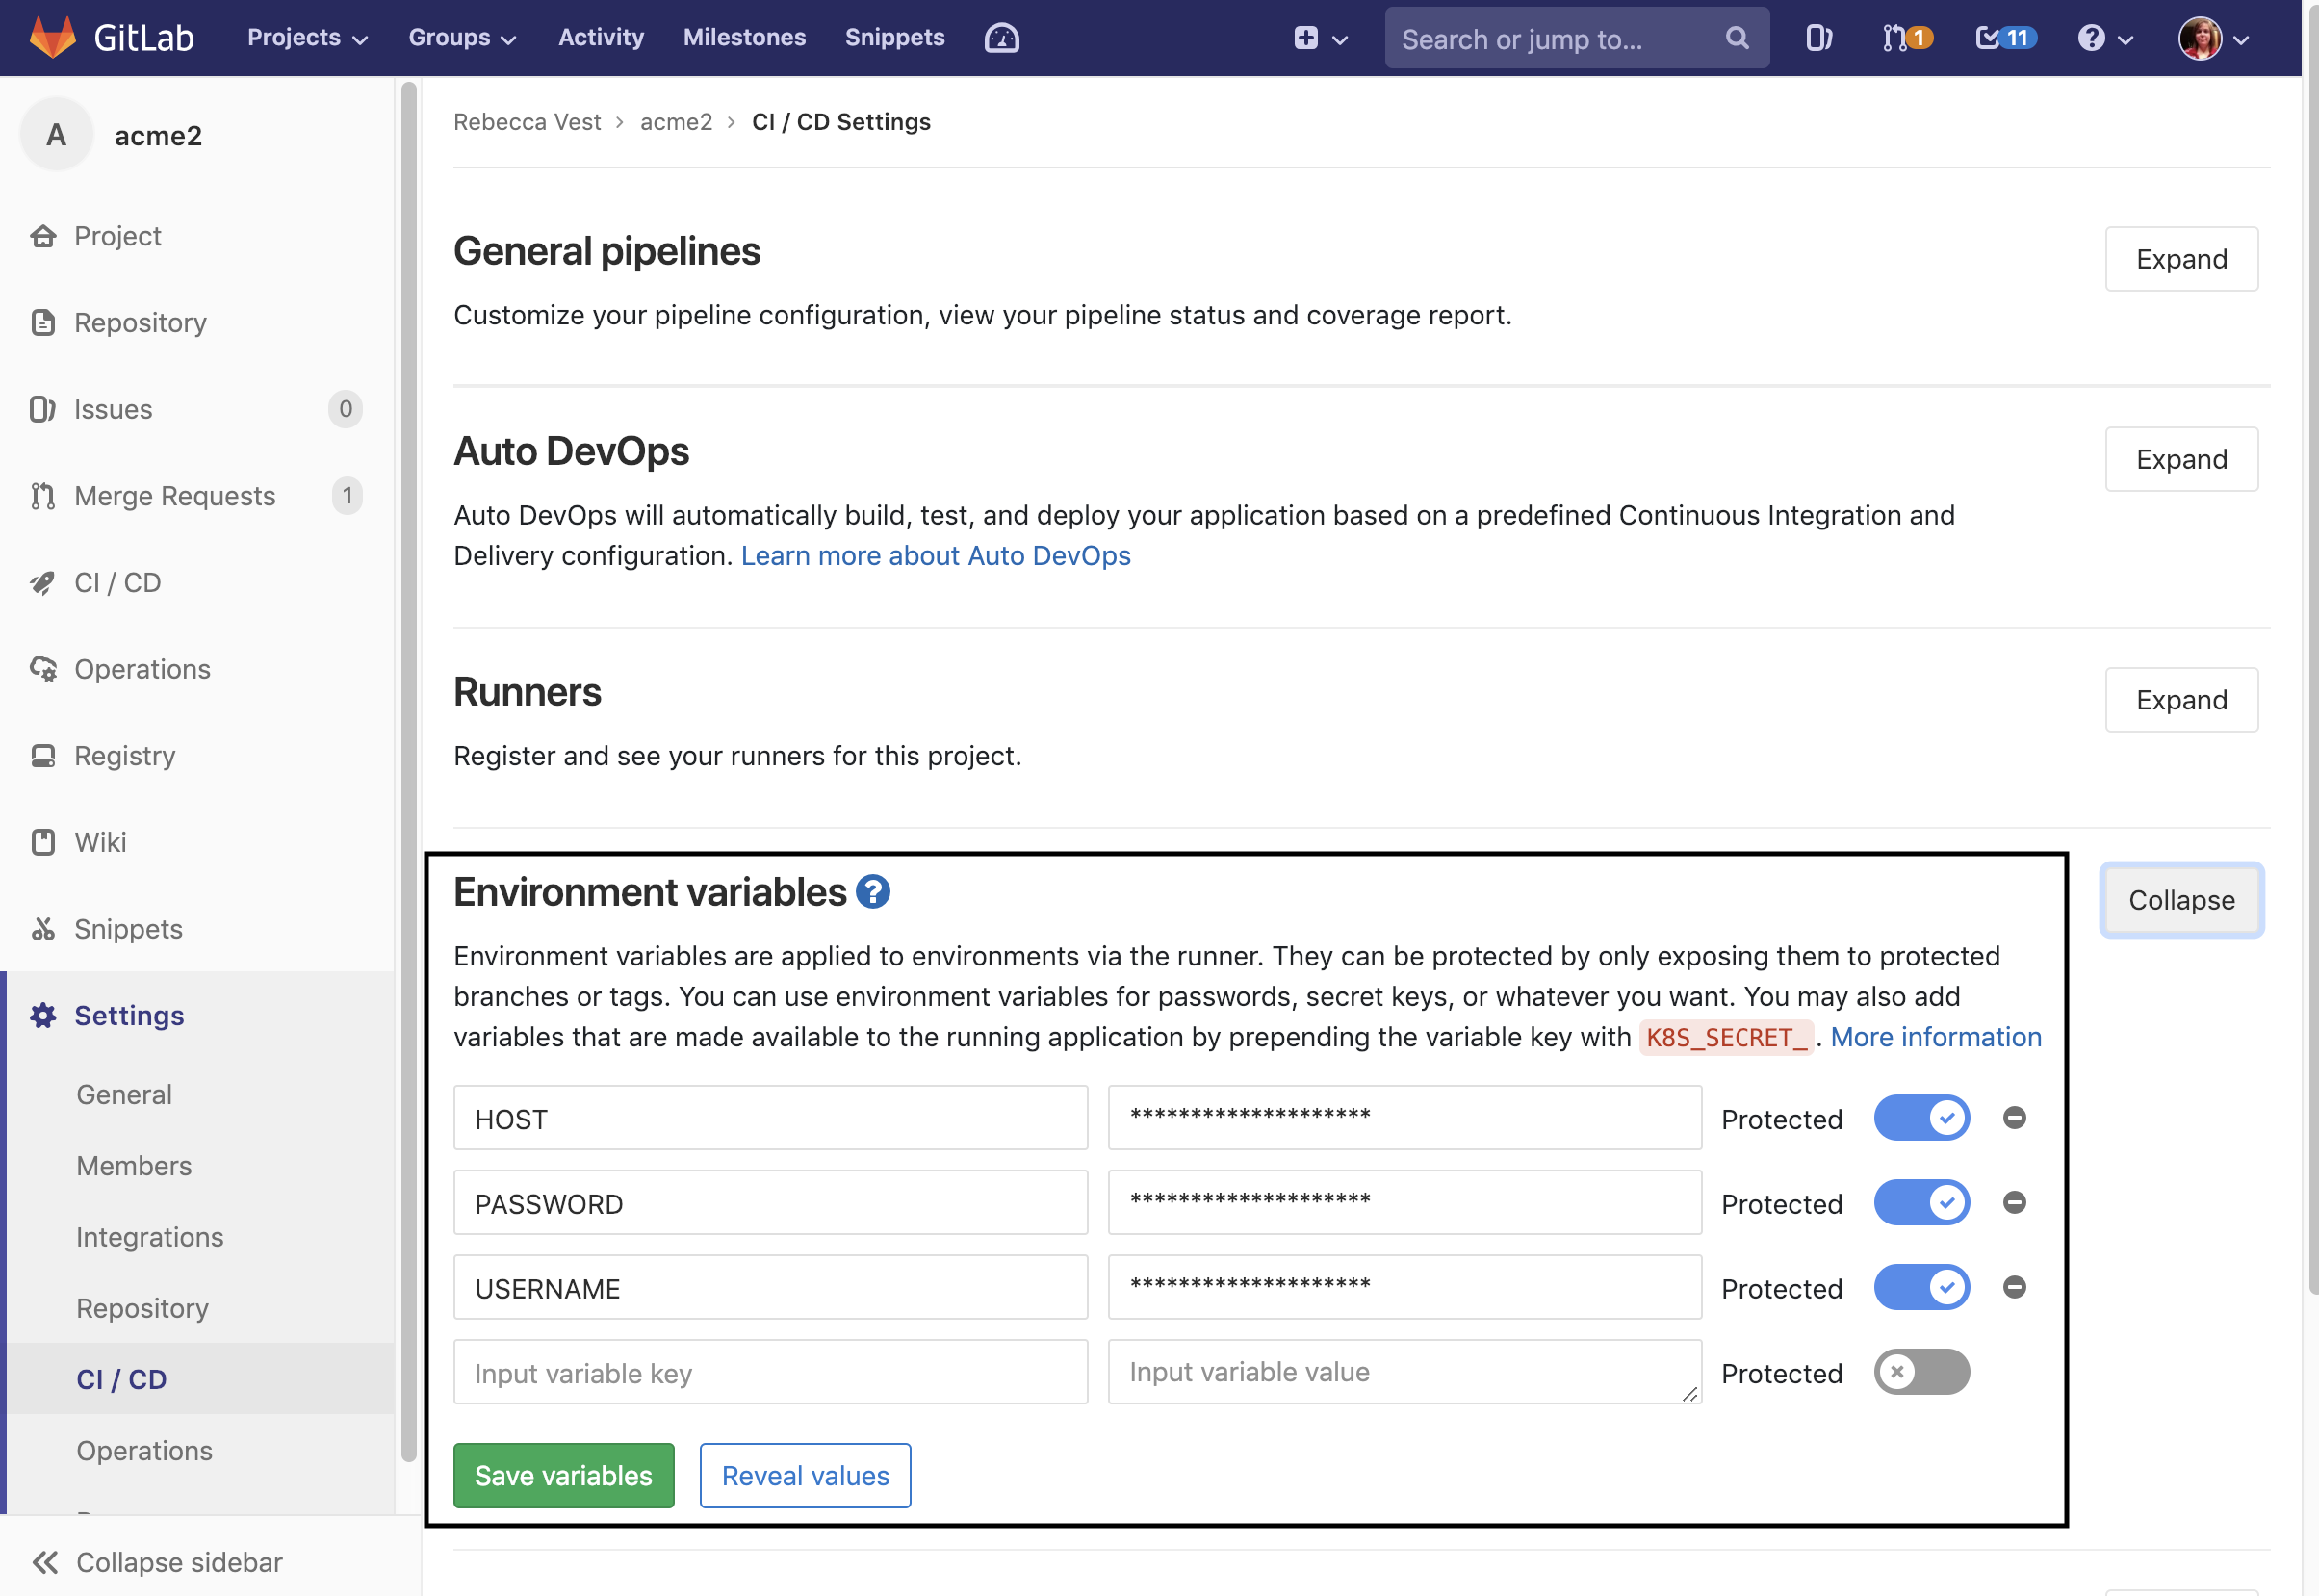 GitLab Projects Groups Activity Milestones Snippets Search or jump to... 1 11
A acme2
Project
Repository
Issues 0
Merge Requests 1
CI / CD
Operations
Registry
Wiki
Snippets
Settings
General
Members
Integrations
Repository
CI / CD
Operations
Collapse sidebar
Rebecca Vest > acme2 > CI / CD Settings
General pipelines
Expand
Customize your pipeline configuration, view your pipeline status and coverage report.
Auto DevOps
Expand
Auto DevOps will automatically build, test, and deploy your application based on a predefined Continuous Integration and
Delivery configuration. Learn more about Auto DevOps
Runners
Expand
Register and see your runners for this project.
Environment variables ?
Collapse
Environment variables are applied to environments via the runner. They can be protected by only exposing them to protected
branches or tags. You can use environment variables for passwords, secret keys, or whatever you want. You may also add
variables that are made available to the running application by prepending the variable key with K8S_SECRET_ . More information
HOST ******************** Protected
PASSWORD ******************** Protected
USERNAME ******************** Protected
Input variable key Input variable value Protected
Save variables Reveal values